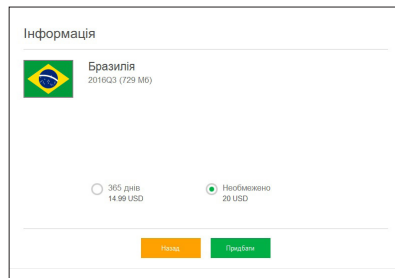 Інформація
Бразилія
2016Q3 (729 Мб)
365 днів
14.99 USD
Необмежено
20 USD
Назад
Придбати